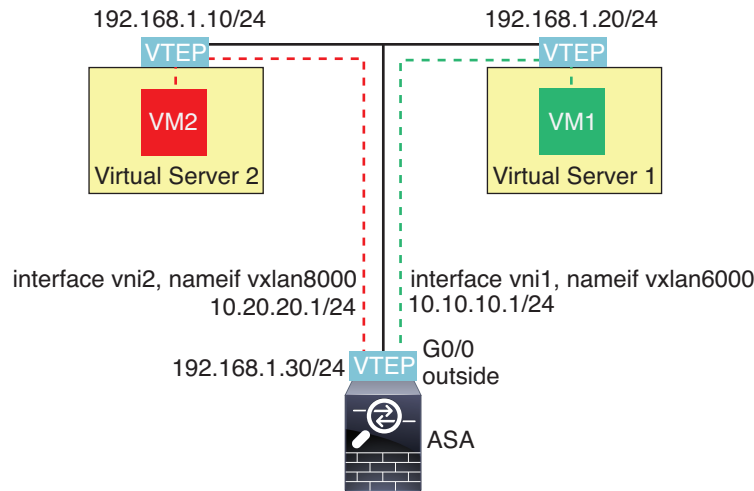 192.168.1.10/24
192.168.1.20/24
VTEP
VTEP
VM2
VM1
Virtual Server 2
Virtual Server 1
interface vni2, nameif vxlan8000
10.20.20.1/24
interface vni1, nameif vxlan6000
10.10.10.1/24
192.168.1.30/24
VTEP
G0/0
outside
ASA